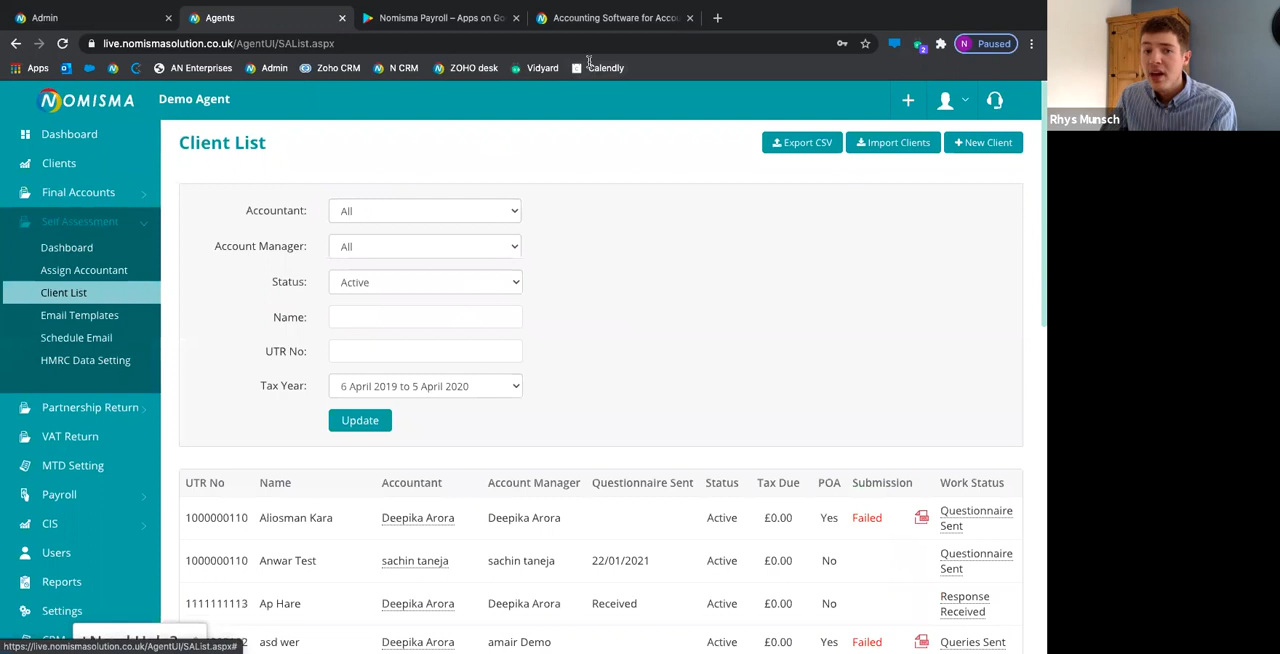 Admin
Agents
Nomisma Payroll – Apps on Go
Accounting Software for Accou
live.nomismasolution.co.uk/AgentUI/SAList.aspx
2
N Paused
Apps
AN Enterprises
Admin
Zoho CRM
N CRM
ZOHO desk
Vidyard
Calendly
NOMISMA
Demo Agent
Rhys Munsch
Dashboard
Clients
Final Accounts
Self Assessment
Dashboard
Assign Accountant
Client List
Email Templates
Schedule Email
HMRC Data Setting
Partnership Return
VAT Return
MTD Setting
Payroll
CIS
Users
Reports
Settings
CRM
https://live.nomismasolution.co.uk/AgentUI/SAList.aspx#
Client List
Export CSV
Import Clients
New Client
Accountant: All
Account Manager: All
Status: Active
Name:
UTR No:
Tax Year: 6 April 2019 to 5 April 2020
Update
UTR No Name Accountant Account Manager Questionnaire Sent Status Tax Due POA Submission Work Status
1000000110 Aliosman Kara Deepika Arora Deepika Arora Active £0.00 Yes Failed Questionnaire
Sent
1000000110 Anwar Test sachin taneja sachin taneja 22/01/2021 Active £0.00 No Questionnaire
Sent
1111111113 Ap Hare Deepika Arora Deepika Arora Received Active £0.00 No Response
Received
asd wer Deepika Arora amair Demo Active £0.00 Yes Failed Queries Sent